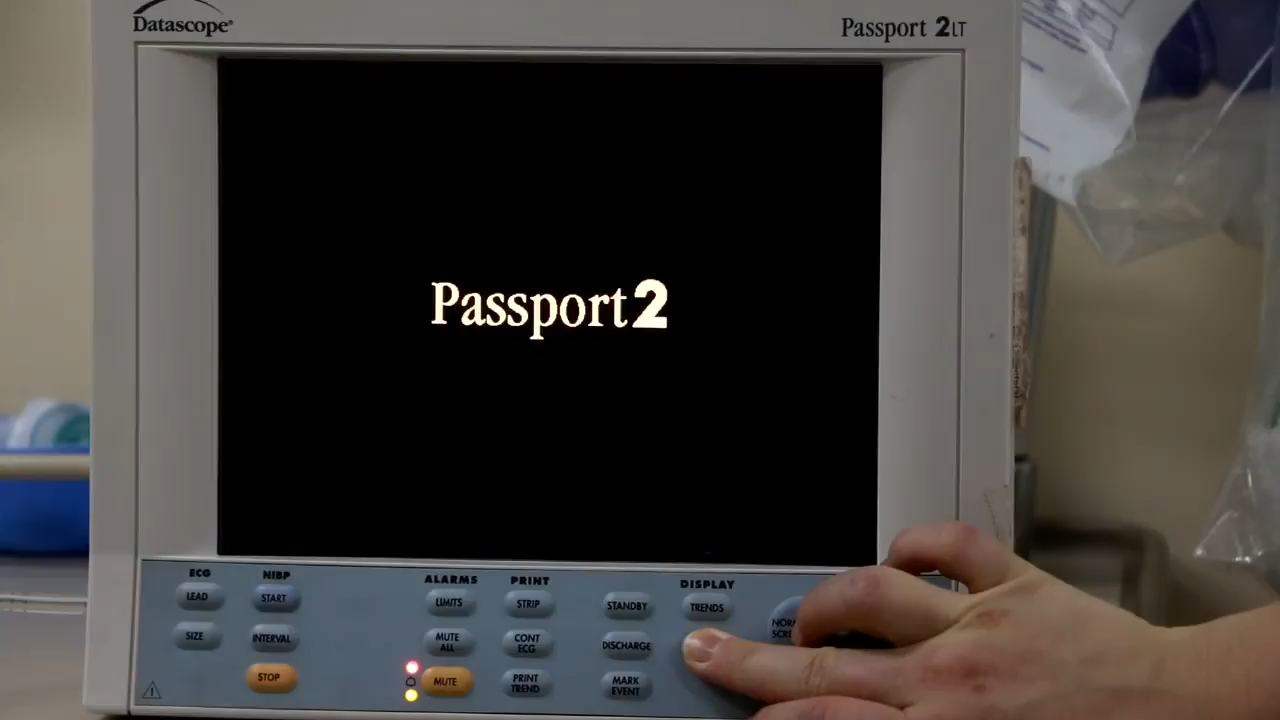 Datascope®
Passport 2LT
Passport2
ECG
LEAD
SIZE
NIBP
START
INTERVAL
STOP
ALARMS
LIMITS
MUTE
ALL
MUTE
PRINT
STRIP
CONT
ECG
PRINT
TREND
STANDBY
DISCHARGE
MARK
EVENT
DISPLAY
TRENDS